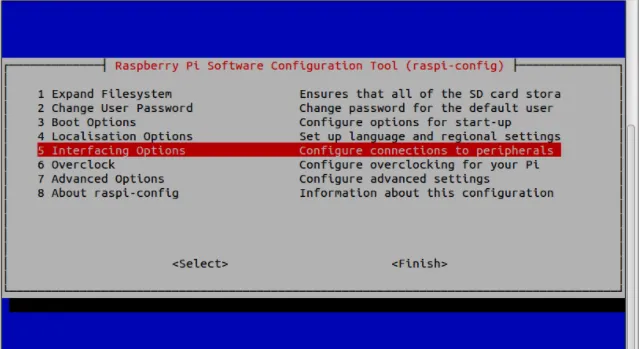 Raspberry Pi Software Configuration Tool (raspi-config)
1 Expand Filesystem Ensures that all of the SD card stora
2 Change User Password Change password for the default user
3 Boot Options Configure options for start-up
4 Localisation Options Set up language and regional settings
5 Interfacing Options Configure connections to peripherals
6 Overclock Configure overclocking for your Pi
7 Advanced Options Configure advanced settings
8 About raspi-config Information about this configuration
<Select> <Finish>